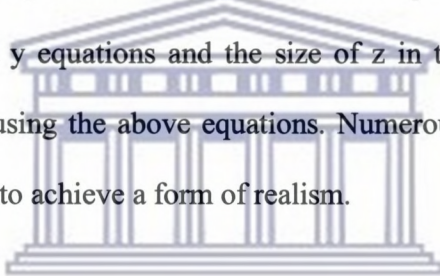 y equations and the size of z in t
using the above equations. Numerou
to achieve a form of realism.